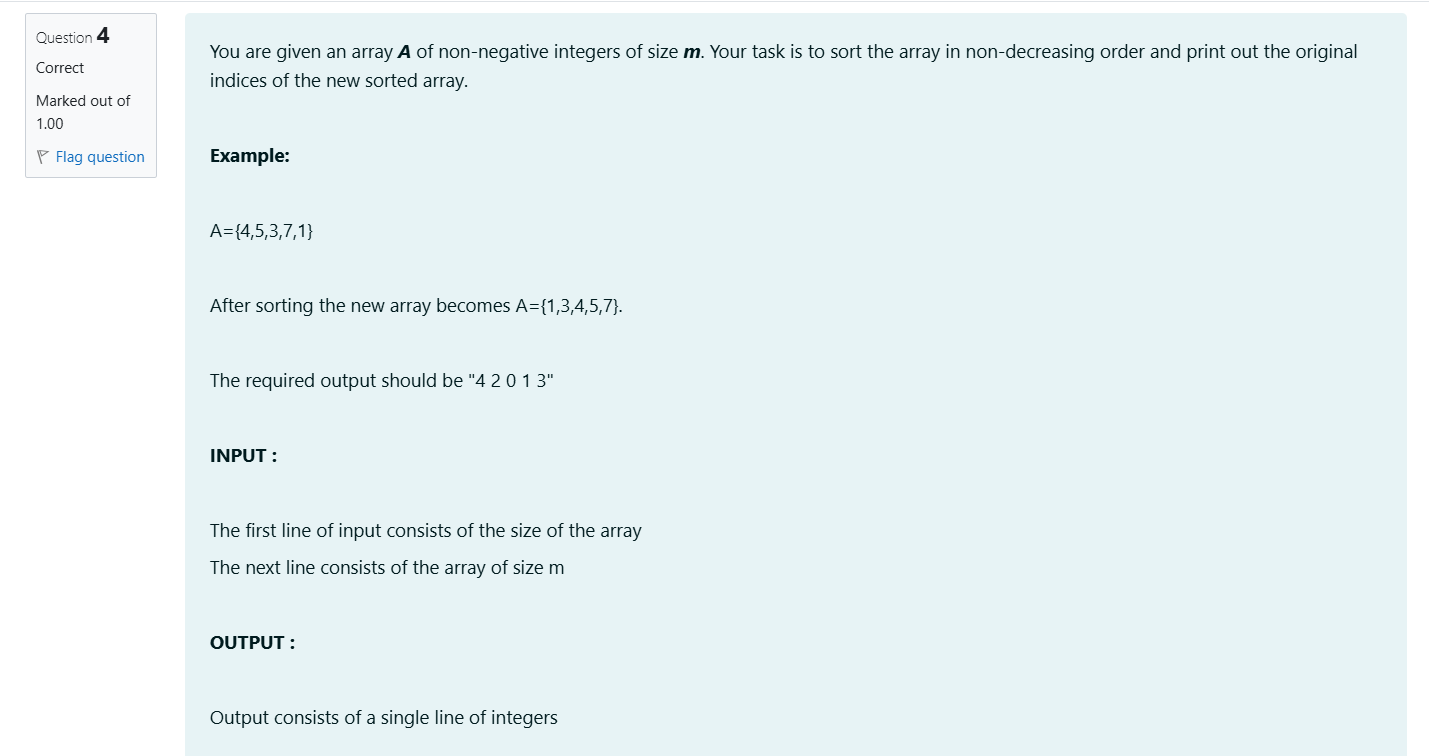 Question 4
Correct
Marked out of
1.00
Flag question
You are given an array A of non-negative integers of size m. Your task is to sort the array in non-decreasing order and print out the original
indices of the new sorted array.
Example:
A={4,5,3,7,1}
After sorting the new array becomes A={1,3,4,5,7}.
The required output should be "4 2 0 1 3"
INPUT :
The first line of input consists of the size of the array
The next line consists of the array of size m
OUTPUT :
Output consists of a single line of integers